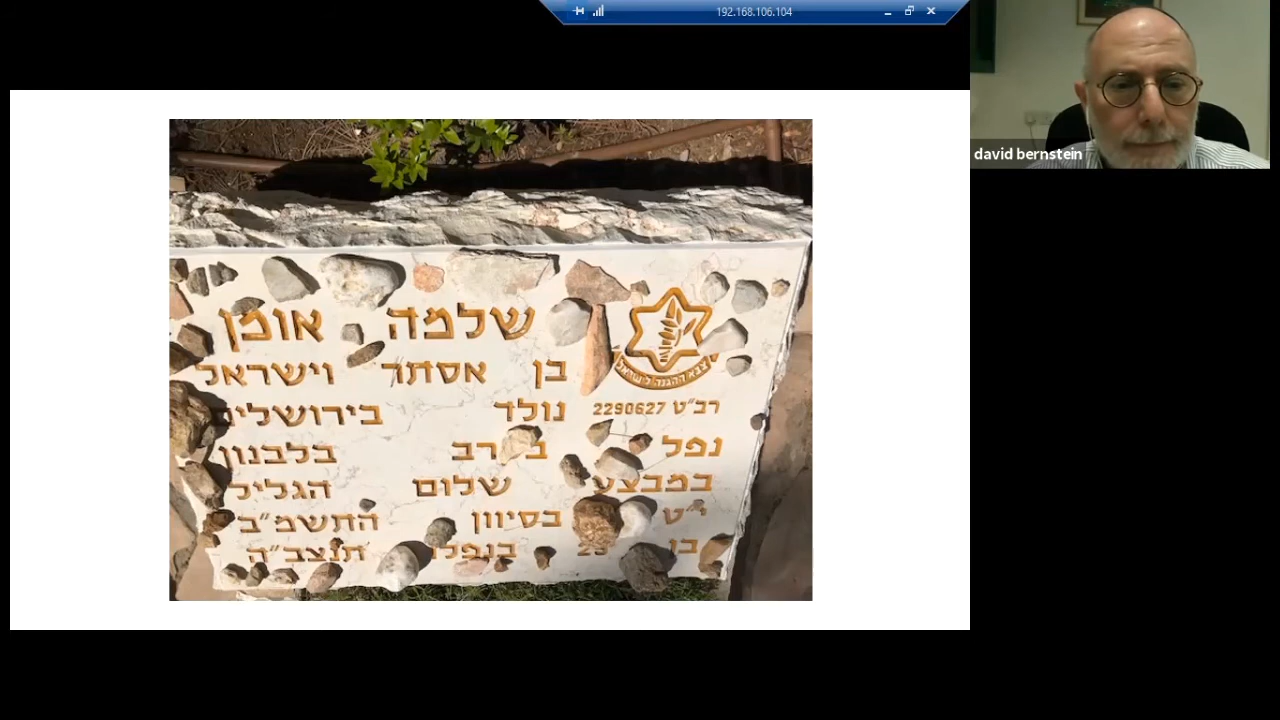 192.168.106.104
david bernstein
שלמה אומן
צבא ההגנה לישראל
בן אסתר וישראל
רב"ט 2290627
נולד בירושלים
נפל בקרב בלבנון
במבצע שלום הגליל
י"ט בסיוון התשמ"ב
בן בנפלו תנצב"ה